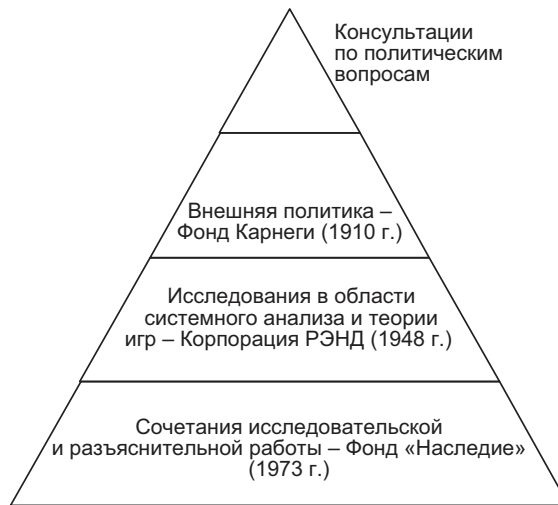 Консультации
по политическим
вопросам
Внешняя политика –
Фонд Карнеги (1910 г.)
Исследования в области
системного анализа и теории
игр – Корпорация РЭНД (1948 г.)
Сочетания исследовательской
и разъяснительной работы – Фонд «Наследие»
(1973 г.)